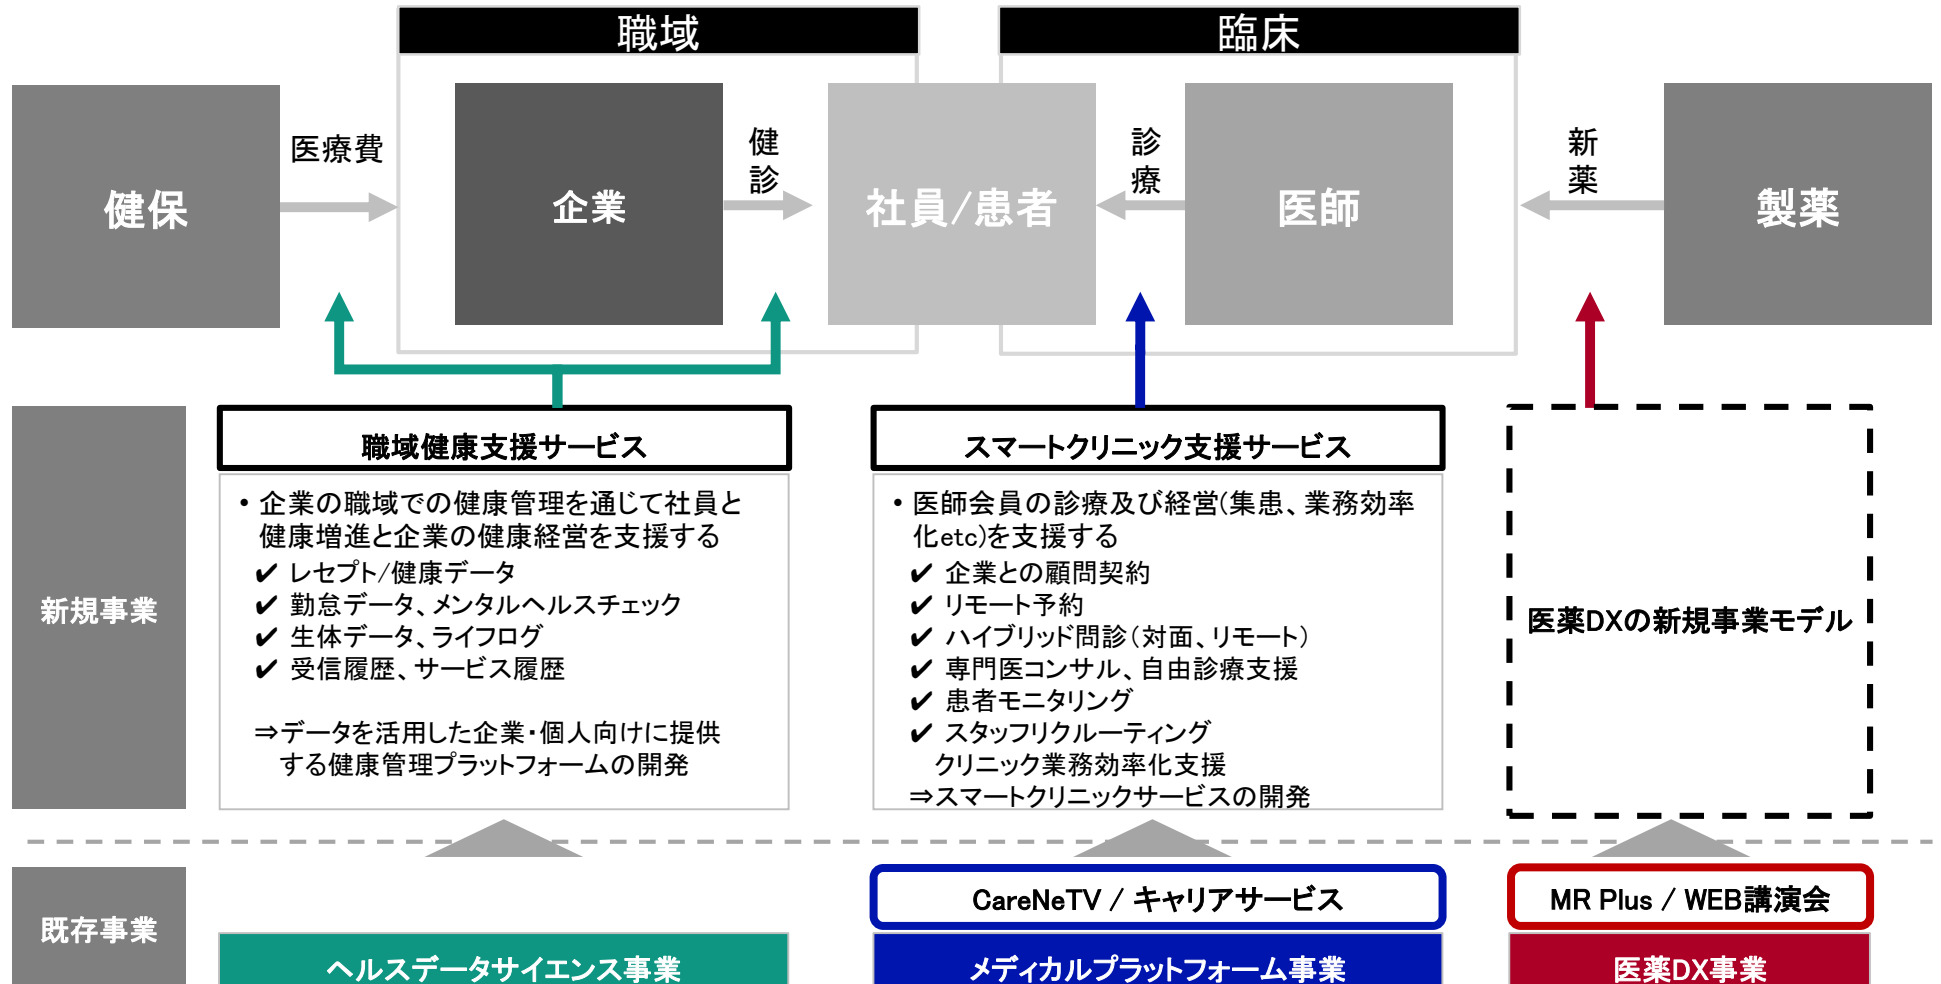 職域
臨床
健保
医療費
企業
健診
社員/患者
診療
医師
新薬
製薬
新規事業
職域健康支援サービス
• 企業の職域での健康管理を通じて社員と
健康増進と企業の健康経営を支援する
✔ レセプト/健康データ
✔ 勤怠データ、メンタルヘルスチェック
✔ 生体データ、ライフログ
✔ 受信履歴、サービス履歴
⇒データを活用した企業・個人向けに提供
する健康管理プラットフォームの開発
スマートクリニック支援サービス
• 医師会員の診療及び経営(集患、業務効率
化etc)を支援する
✔ 企業との顧問契約
✔ リモート予約
✔ ハイブリッド問診（対面、リモート）
✔ 専門医コンサル、自由診療支援
✔ 患者モニタリング
✔ スタッフリクルーティング
クリニック業務効率化支援
⇒スマートクリニックサービスの開発
医薬DXの新規事業モデル
既存事業
ヘルスデータサイエンス事業
CareNeTV / キャリアサービス
メディカルプラットフォーム事業
MR Plus / WEB講演会
医薬DX事業